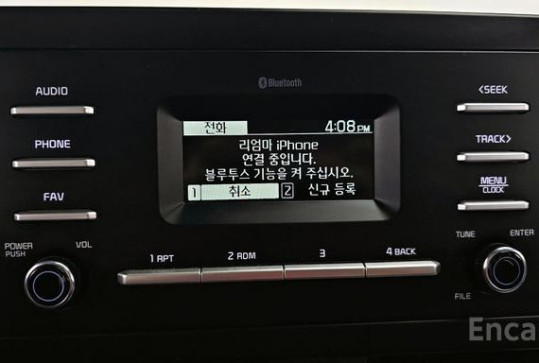 Bluetooth
AUDIO
<SEEK
전화 4:08PM
리엄마 iPhone
연결 중입니다.
블루투스 기능을 켜 주십시오.
1 취소 2 신규 등록
PHONE
TRACK>
FAV
MENU
CLOCK
POWER
PUSH
VOL
TUNE
ENTER
1 RPT
2 RDM
3
4 BACK
FILE
Enca